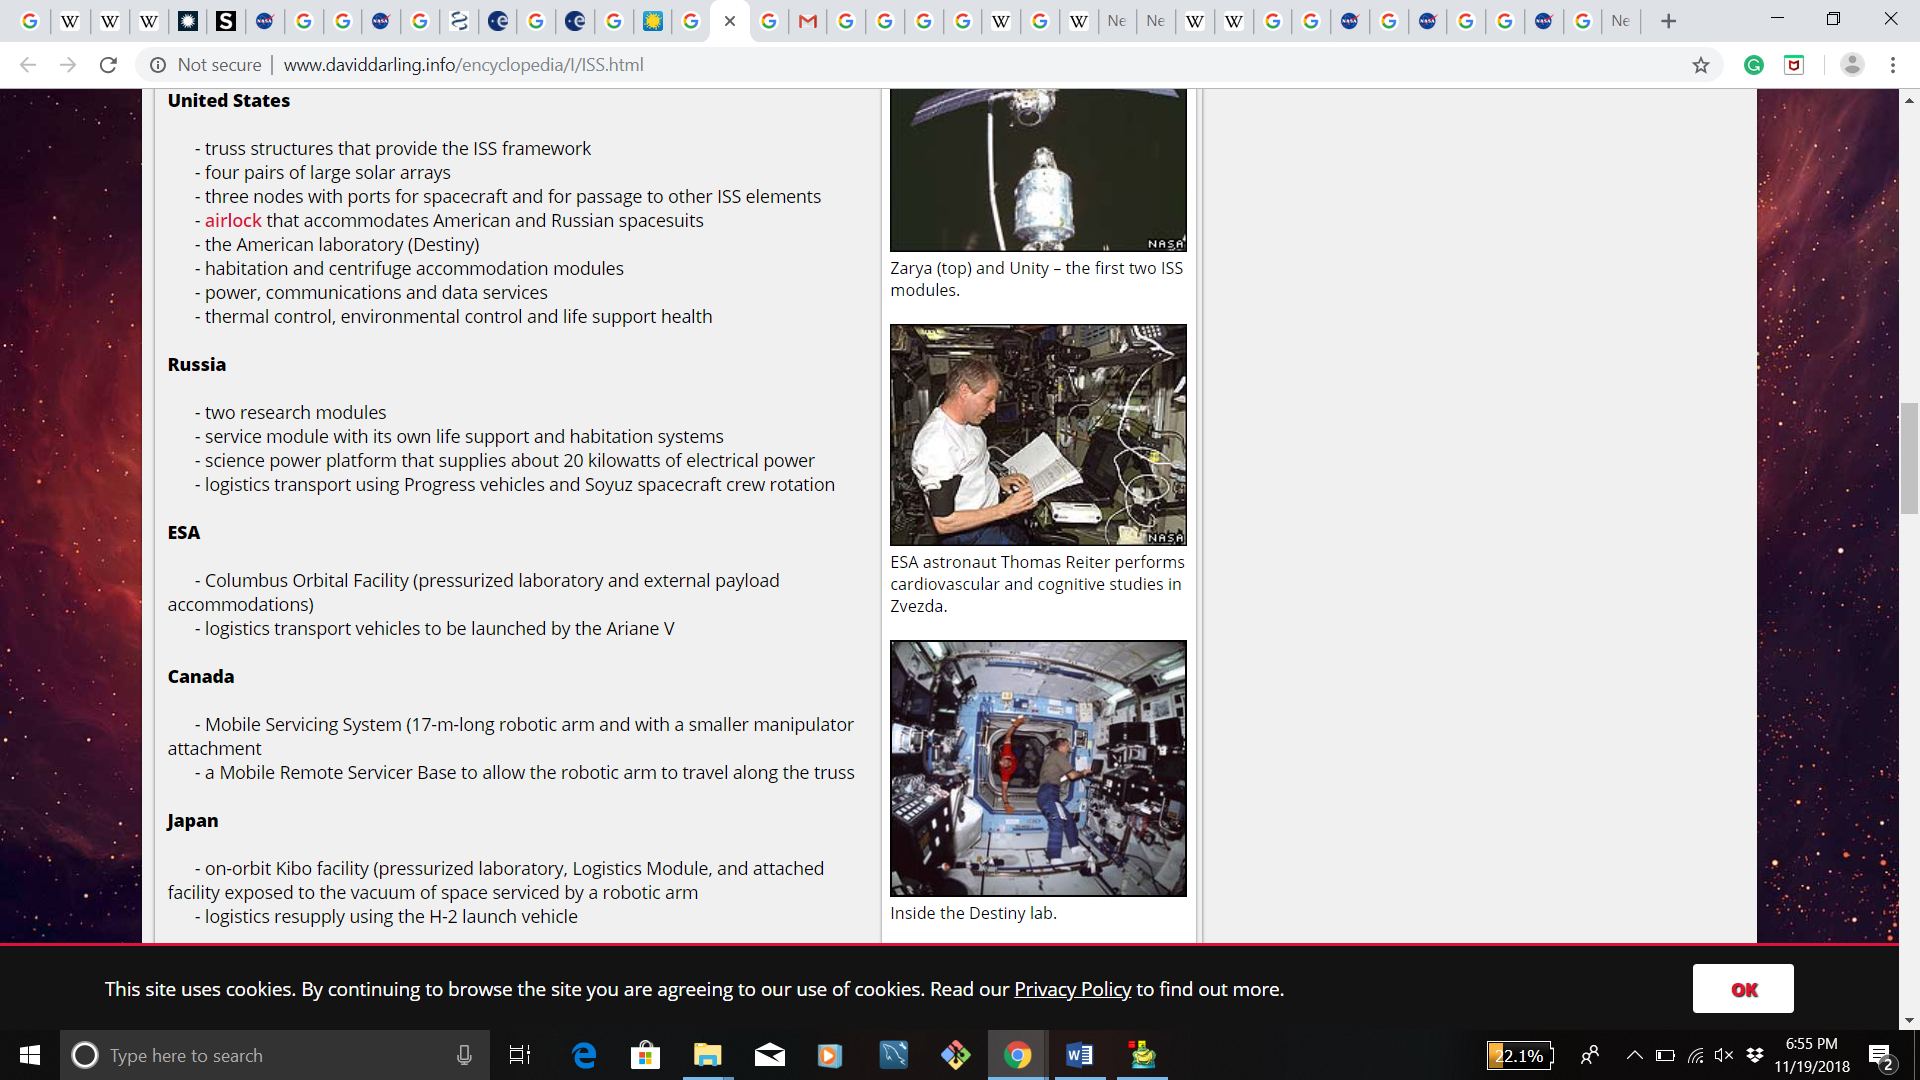 Ne
Ne
Ne
Not secure | www.daviddarling.info/encyclopedia/I/ISS.html
United States
- truss structures that provide the ISS framework
- four pairs of large solar arrays
- three nodes with ports for spacecraft and for passage to other ISS elements
- airlock that accommodates American and Russian spacesuits
- the American laboratory (Destiny)
- habitation and centrifuge accommodation modules
- power, communications and data services
- thermal control, environmental control and life support health
Russia
- two research modules
- service module with its own life support and habitation systems
- science power platform that supplies about 20 kilowatts of electrical power
- logistics transport using Progress vehicles and Soyuz spacecraft crew rotation
ESA
- Columbus Orbital Facility (pressurized laboratory and external payload
accommodations)
- logistics transport vehicles to be launched by the Ariane V
Canada
- Mobile Servicing System (17-m-long robotic arm and with a smaller manipulator
attachment
- a Mobile Remote Servicer Base to allow the robotic arm to travel along the truss
Japan
- on-orbit Kibo facility (pressurized laboratory, Logistics Module, and attached
facility exposed to the vacuum of space serviced by a robotic arm
- logistics resupply using the H-2 launch vehicle
NASA
Zarya (top) and Unity – the first two ISS
modules.
NASA
ESA astronaut Thomas Reiter performs
cardiovascular and cognitive studies in
Zvezda.
Inside the Destiny lab.
This site uses cookies. By continuing to browse the site you are agreeing to our use of cookies. Read our Privacy Policy to find out more.
OK
Type here to search
22.1%
6:55 PM
11/19/2018
2